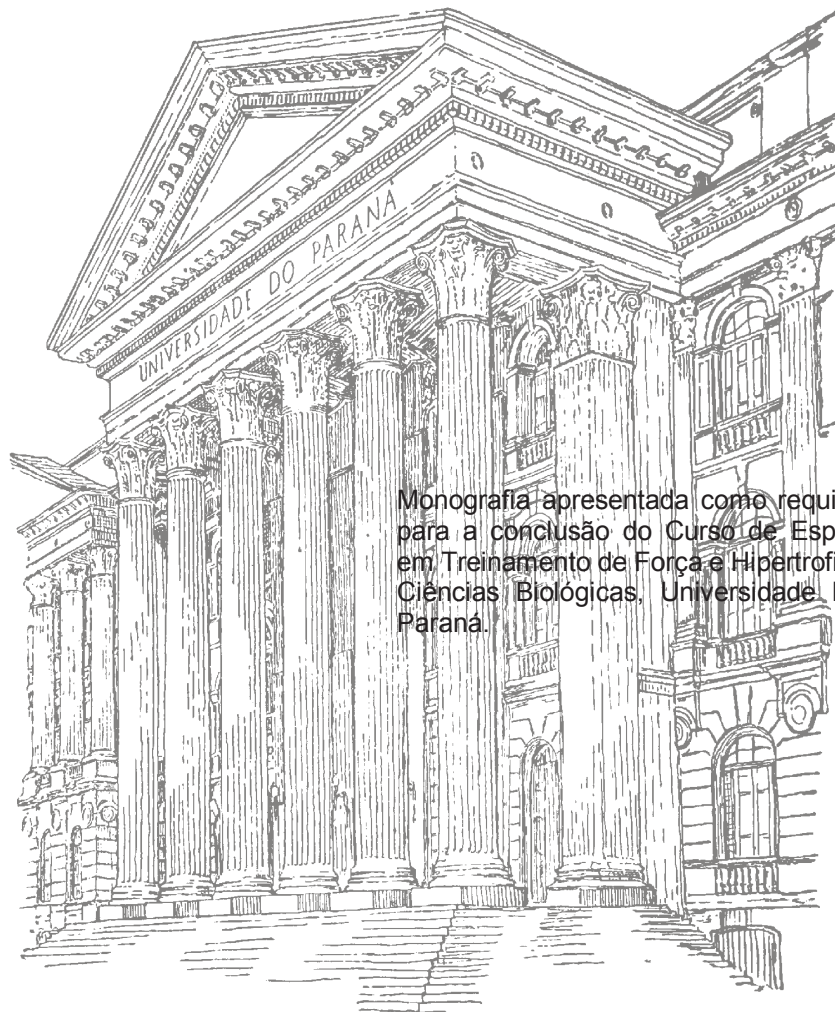 UNIVERSIDADE DO PARANÁ
Monografia apresentada como requi
para a conclusão do Curso de Esp
em Treinamento de Força e Hipertrofi
Ciências Biológicas, Universidade
Paraná.